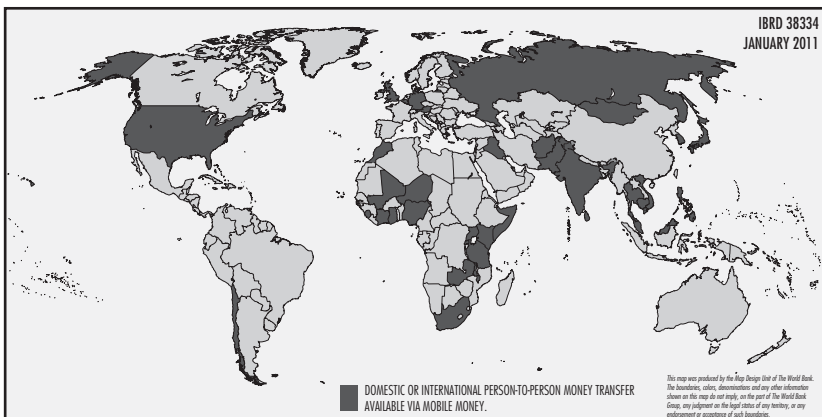 IBRD 38334
JANUARY 2011
DOMESTIC OR INTERNATIONAL PERSON-TO-PERSON MONEY TRANSFER
AVAILABLE VIA MOBILE MONEY.
This map was produced by the Map Design Unit of The World Bank.
The boundaries, colors, denominations and any other information
shown on this map do not imply, on the part of The World Bank
Group, any judgment on the legal status of any territory, or any
endorsement or acceptance of such boundaries.